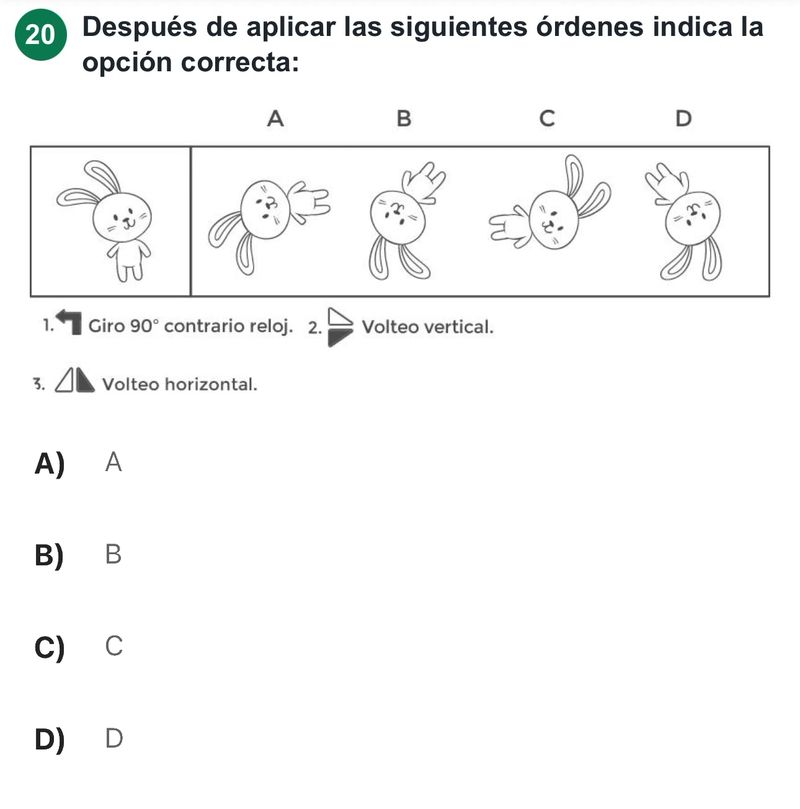 20 Después de aplicar las siguientes órdenes indica la
opción correcta:
A B C D
1. Giro 90° contrario reloj. 2. Volteo vertical.
3. Volteo horizontal.
A) A
B) B
C) C
D) D